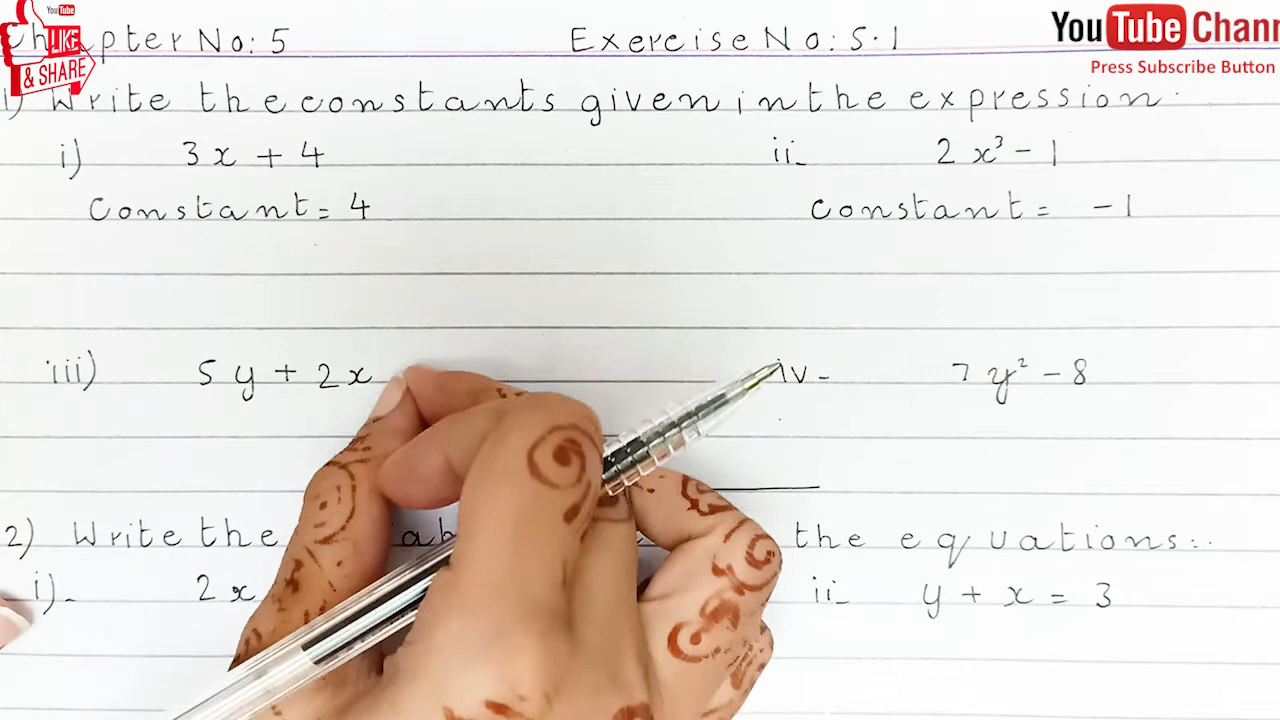 YouTube
LIKE & SHARE
YouTube Chann
Press Subscribe Button
Chapter No: 5 Exercise No: 5.1
1) Write the constants given in the expression.
i) 3x + 4 ii- 2x³ - 1
Constant = 4 constant = -1
iii) 5y + 2x iv- 7y² - 8
2) Write the the equations:.
i)- 2x ii- y + x = 3